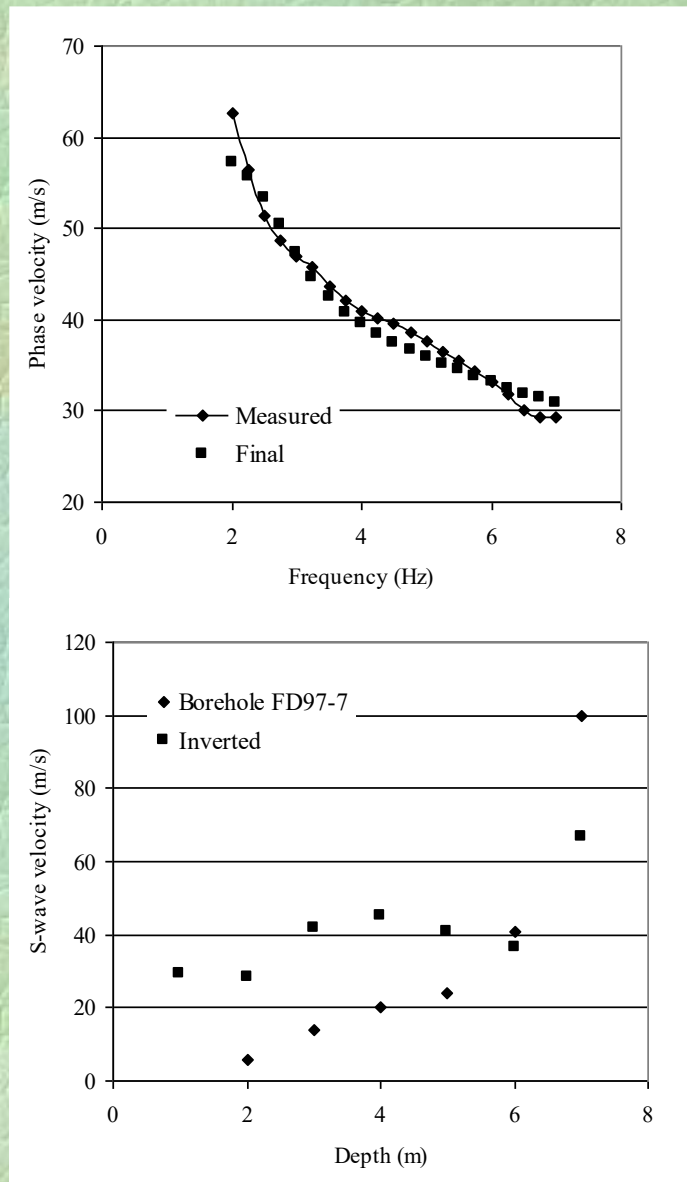 70
60
50
40
30
20
Phase velocity (m/s)
Measured
Final
0 2 4 6 8
Frequency (Hz)
120
100
80
60
40
20
0
S-wave velocity (m/s)
Borehole FD97-7
Inverted
0 2 4 6 8
Depth (m)